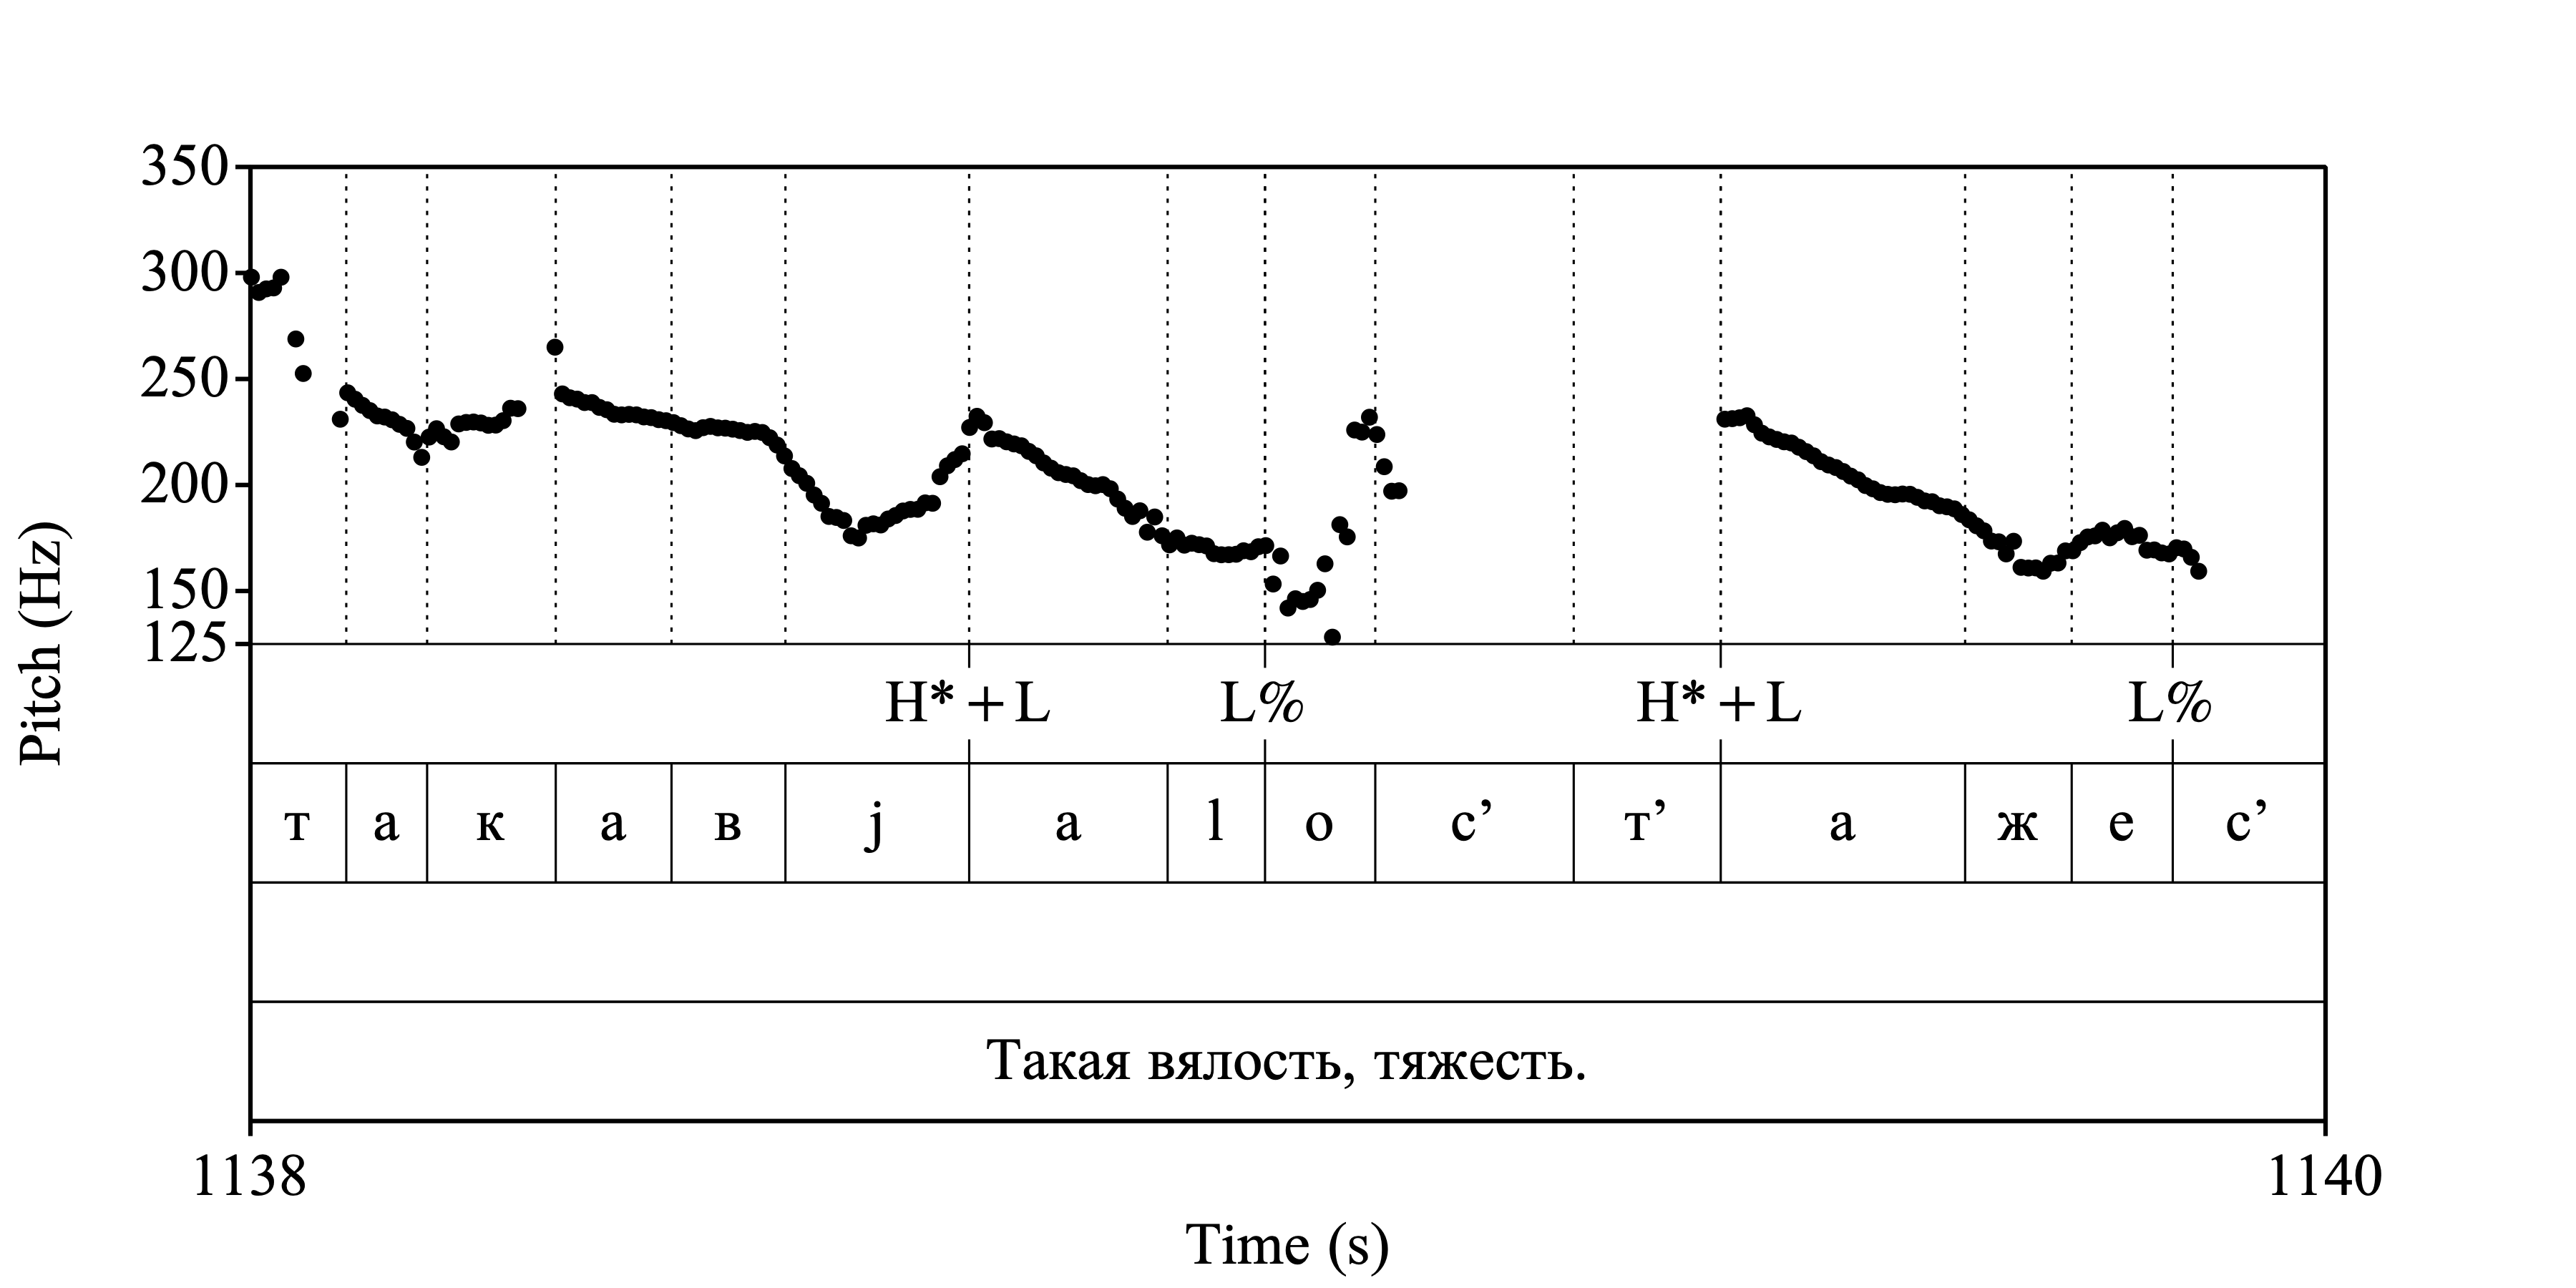 350
300
250
200
150
125
Pitch (Hz)
H* + L L% H* + L L%
т а к а в j а l о с’ т’ а ж е с’
Такая вялость, тяжесть.
1138 1140
Time (s)